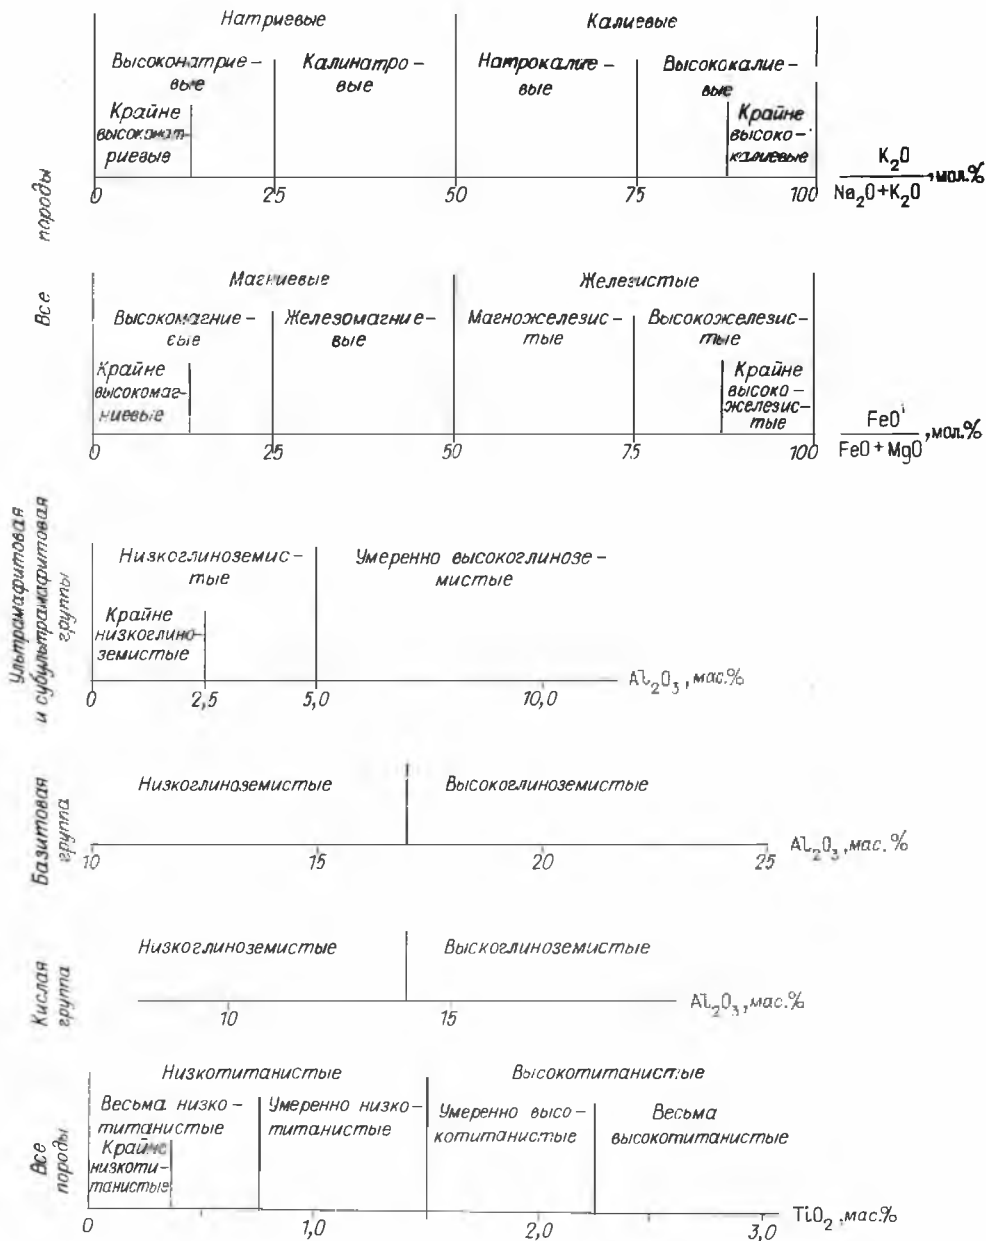 Натриевые
Калиевые
Высоконатрие-
вые
Калинатро-
вые
Натрокалие-
вые
Высококалие-
вые
Крайне
высоконат-
риевые
Крайне
высоко-
калиевые
0
25
50
75
100
K₂O
Na₂O+K₂O
,мол.%
Все породы
Магниевые
Железистые
Высокомагние-
вые
Железомагние-
вые
Магножелезис-
тые
Высокожелезис-
тые
Крайне
высокомаг-
ниевые
Крайне
высоко-
железис-
тые
0
25
50
75
100
FeO
FeO+MgO
,мол.%
Ультрамафитовая
и субультрамафитовая
группы
Низкоглиноземис-
тые
Умеренно высокоглинозе-
мистые
Крайне
низкоглино-
земистые
0
2,5
5,0
10,0
Al₂O₃, мас.%
Базитовая
группа
Низкоглиноземистые
Высокоглиноземистые
10
15
20
25
Al₂O₃, мас.%
Кислая
группа
Низкоглиноземистые
Выскоглиноземистые
10
15
Al₂O₃, мас.%
Все
породы
Низкотитанистые
Высокотитанистые
Весьма низко-
титанистые
Умеренно низко-
титанистые
Умеренно высо-
котитанистые
Весьма
высокотитанистые
Крайне
низкоти-
танистые
0
1,0
2,0
3,0
TiO₂, мас.%